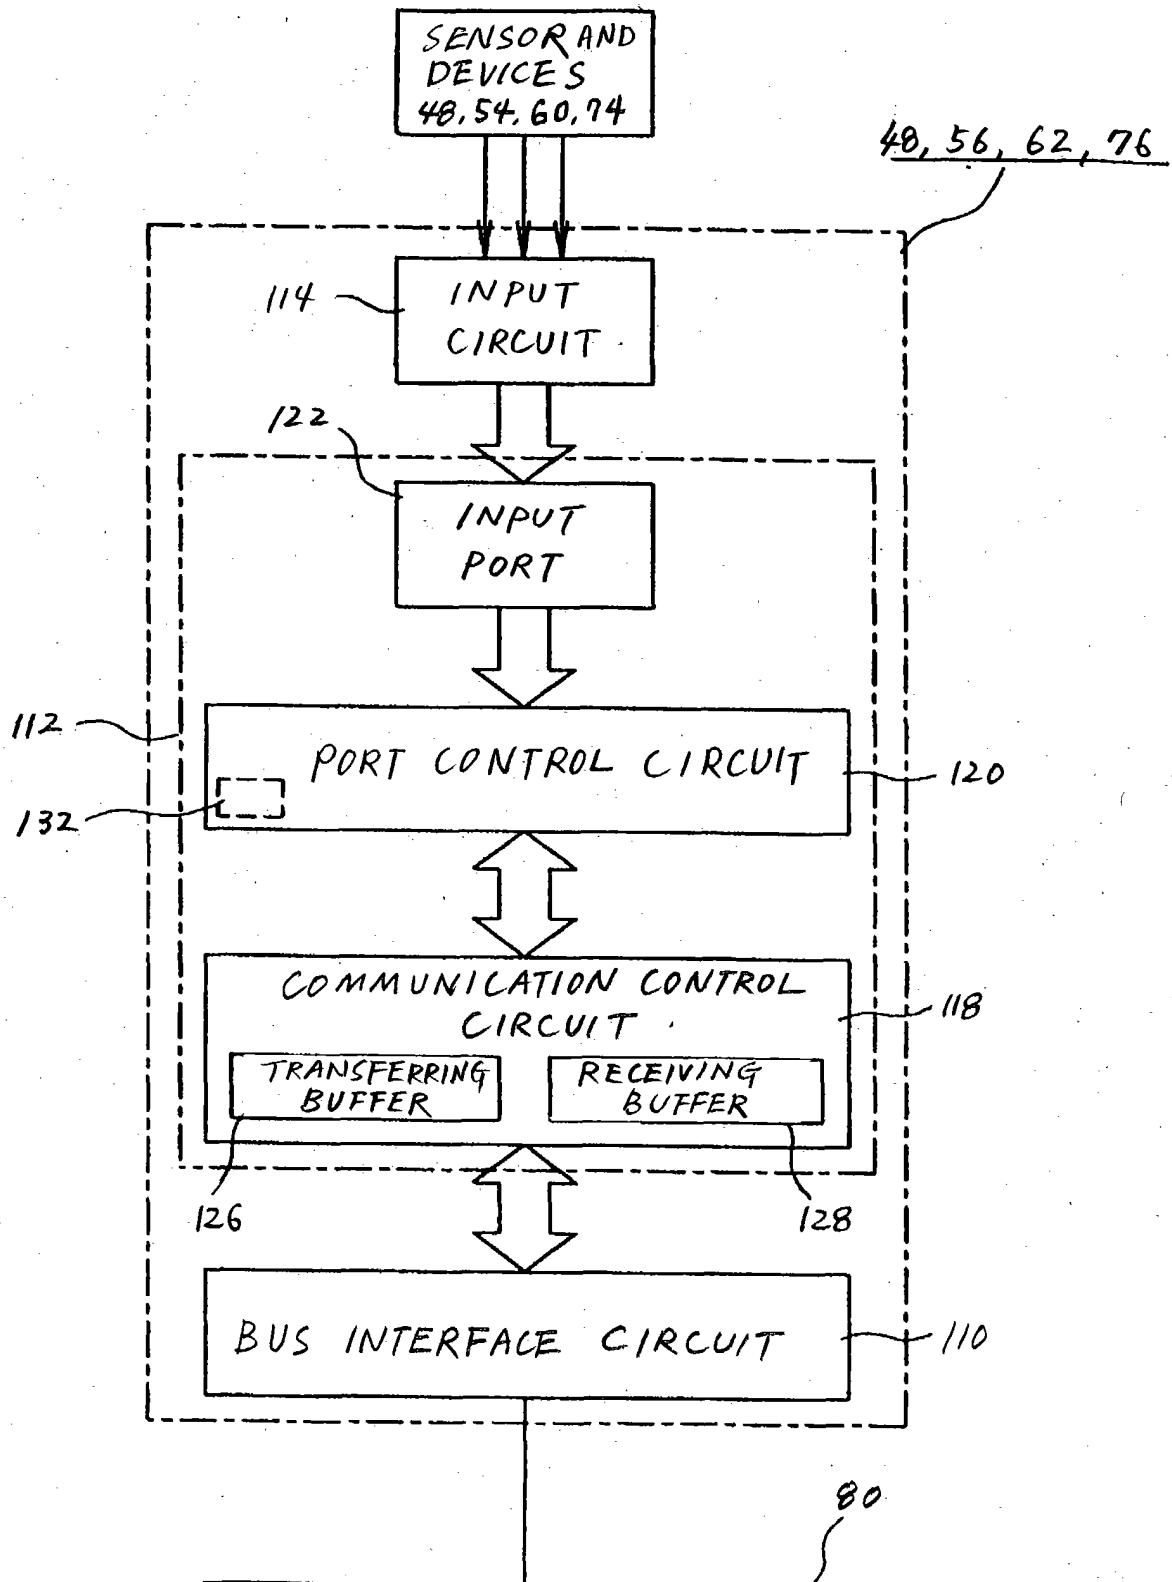 SENSOR AND
DEVICES
48, 54, 60, 74
48, 56, 62, 76
114
INPUT
CIRCUIT
122
INPUT
PORT
112
PORT CONTROL CIRCUIT
120
132
COMMUNICATION CONTROL
CIRCUIT
118
TRANSFERRING
BUFFER
RECEIVING
BUFFER
126
128
BUS INTERFACE CIRCUIT
110
80